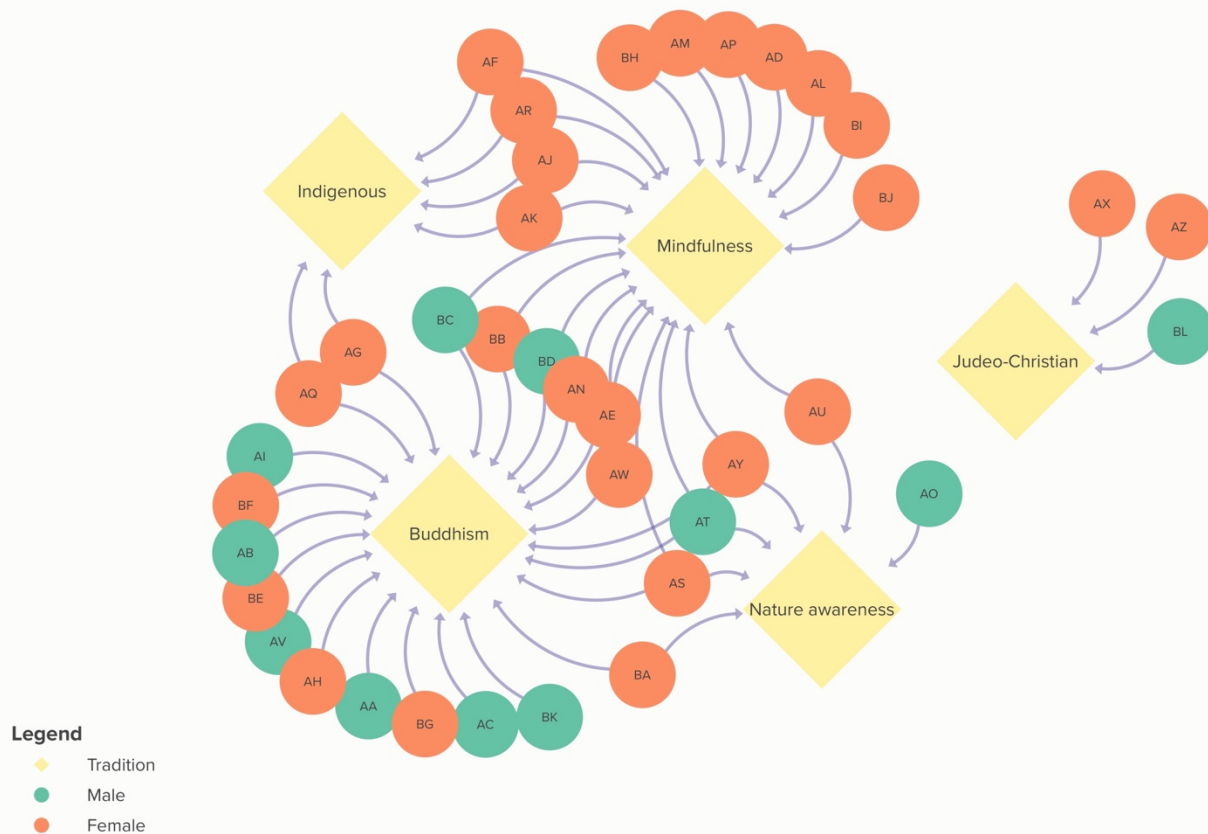 AF
BH
AM
AP
AD
AL
BI
AR
AJ
AK
BJ
Indigenous
Mindfulness
AX
AZ
BL
Judeo-Christian
BC
BB
BD
AN
AE
AW
AG
AQ
AU
AY
AT
AO
AI
BF
AB
BE
AV
AH
AA
BG
AC
BK
Buddhism
AS
BA
Nature awareness
Legend
Tradition
Male
Female